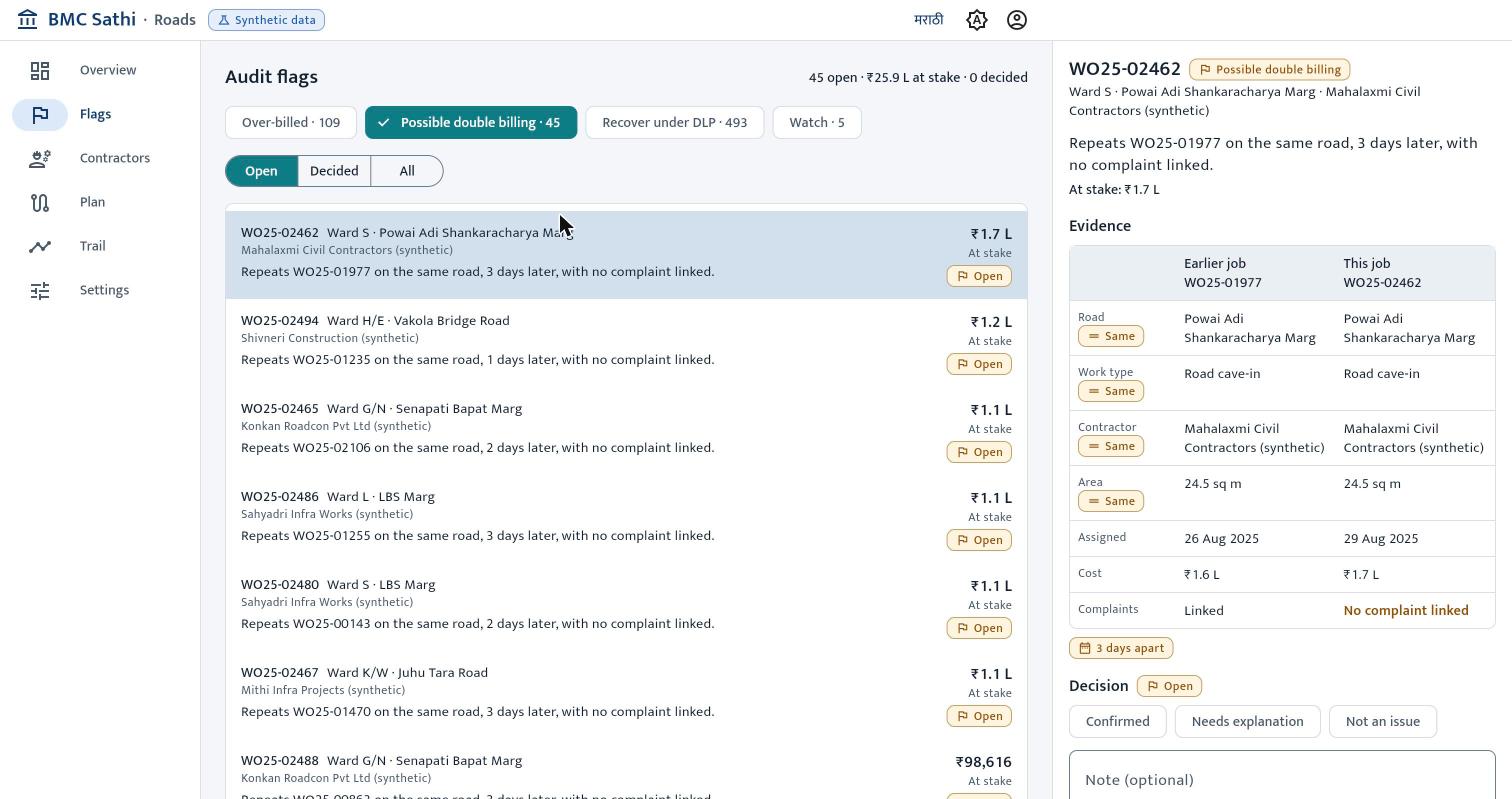 BMC Sathi · Roads
Synthetic data
मराठी
Overview
Flags
Contractors
Plan
Trail
Settings
Audit flags
45 open · ₹25.9 L at stake · 0 decided
Over-billed · 109
Possible double billing · 45
Recover under DLP · 493
Watch · 5
Open
Decided
All
WO25-02462 Ward S · Powai Adi Shankaracharya Marg
Mahalaxmi Civil Contractors (synthetic)
Repeats WO25-01977 on the same road, 3 days later, with no complaint linked.
₹1.7 L
At stake
Open
WO25-02494 Ward H/E · Vakola Bridge Road
Shivneri Construction (synthetic)
Repeats WO25-01235 on the same road, 1 days later, with no complaint linked.
₹1.2 L
At stake
Open
WO25-02465 Ward G/N · Senapati Bapat Marg
Konkan Roadcon Pvt Ltd (synthetic)
Repeats WO25-02106 on the same road, 2 days later, with no complaint linked.
₹1.1 L
At stake
Open
WO25-02486 Ward L · LBS Marg
Sahyadri Infra Works (synthetic)
Repeats WO25-01255 on the same road, 3 days later, with no complaint linked.
₹1.1 L
At stake
Open
WO25-02480 Ward S · LBS Marg
Sahyadri Infra Works (synthetic)
Repeats WO25-00143 on the same road, 2 days later, with no complaint linked.
₹1.1 L
At stake
Open
WO25-02467 Ward K/W · Juhu Tara Road
Mithi Infra Projects (synthetic)
Repeats WO25-01470 on the same road, 3 days later, with no complaint linked.
₹1.1 L
At stake
Open
WO25-02488 Ward G/N · Senapati Bapat Marg
Konkan Roadcon Pvt Ltd (synthetic)
₹98,616
At stake
WO25-02462
Possible double billing
Ward S · Powai Adi Shankaracharya Marg · Mahalaxmi Civil
Contractors (synthetic)
Repeats WO25-01977 on the same road, 3 days later, with
no complaint linked.
At stake: ₹1.7 L
Evidence
Earlier job
WO25-01977
This job
WO25-02462
Road
Same
Powai Adi
Shankaracharya Marg
Powai Adi
Shankaracharya Marg
Work type
Same
Road cave-in
Road cave-in
Contractor
Same
Mahalaxmi Civil
Contractors (synthetic)
Mahalaxmi Civil
Contractors (synthetic)
Area
Same
24.5 sq m
24.5 sq m
Assigned
26 Aug 2025
29 Aug 2025
Cost
₹1.6 L
₹1.7 L
Complaints
Linked
No complaint linked
3 days apart
Decision
Open
Confirmed
Needs explanation
Not an issue
Note (optional)